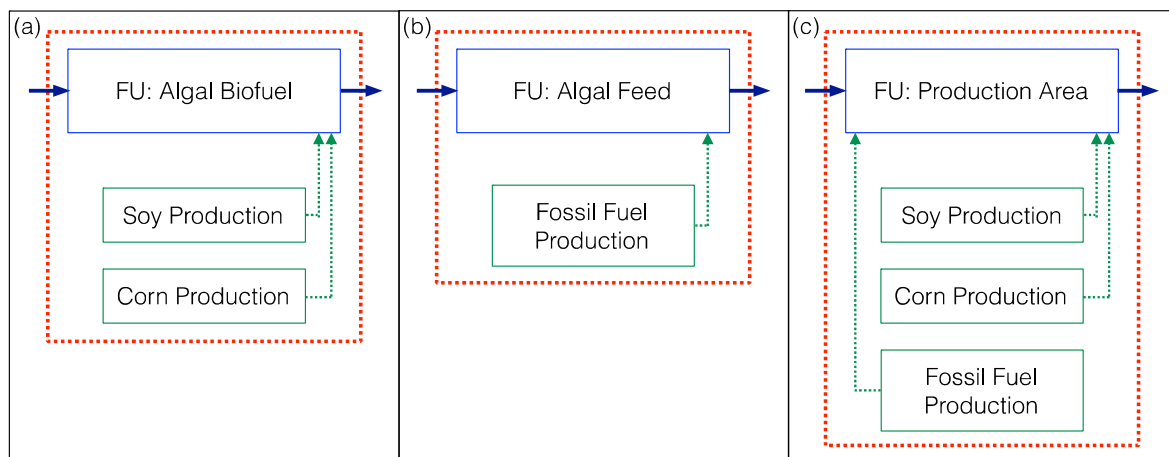 (a)
FU: Algal Biofuel
Soy Production
Corn Production
(b)
FU: Algal Feed
Fossil Fuel
Production
(c)
FU: Production Area
Soy Production
Corn Production
Fossil Fuel
Production